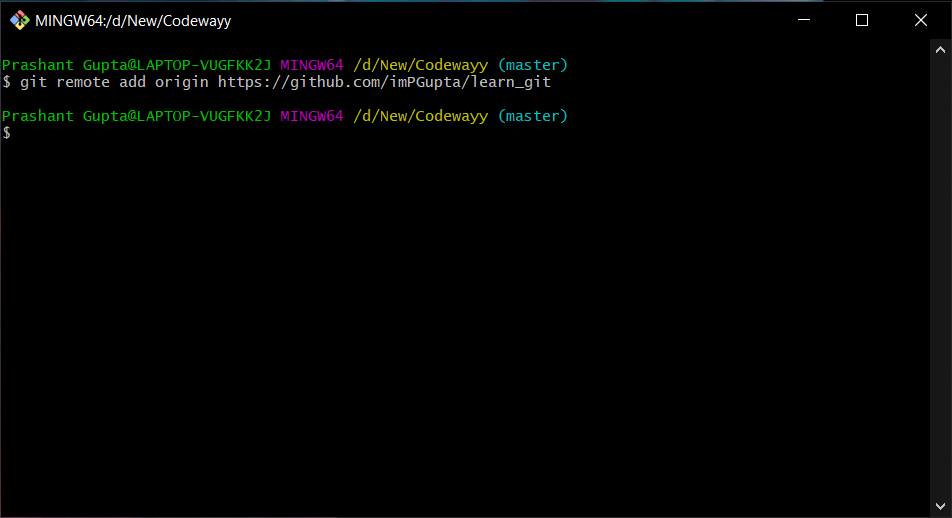 MINGW64:/d/New/Codewayy
Prashant Gupta@LAPTOP-VUGFKK2J MINGW64 /d/New/Codewayy (master)
$ git remote add origin https://github.com/imPGupta/learn_git
Prashant Gupta@LAPTOP-VUGFKK2J MINGW64 /d/New/Codewayy (master)
$